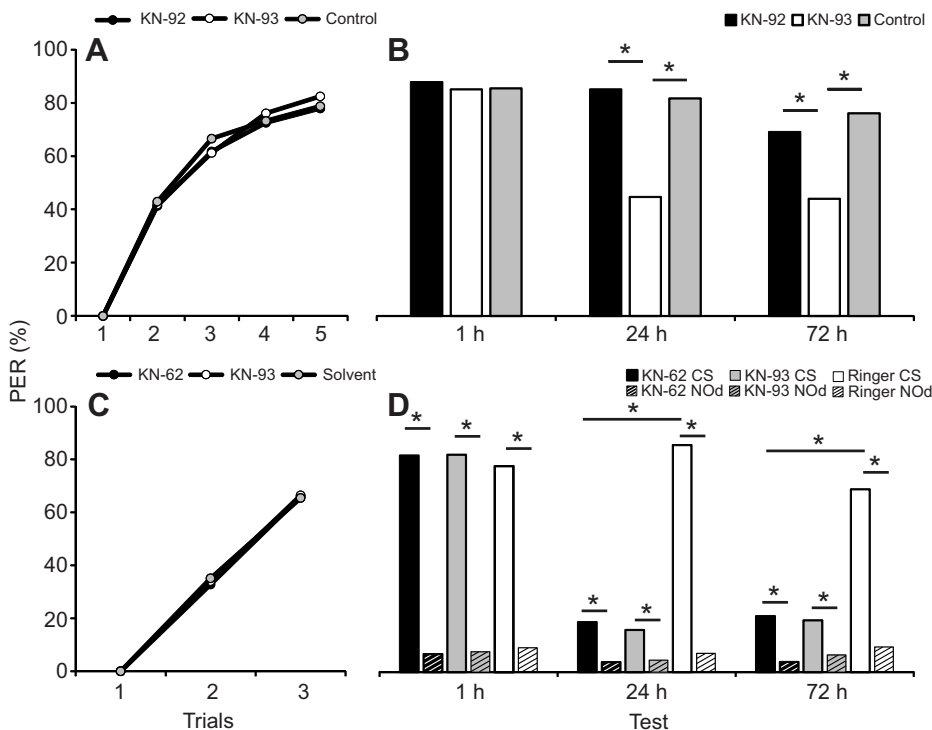 KN-92 KN-93 Control
KN-92 KN-93 Control
A
B
100
80
60
40
20
0
* * * *
1 2 3 4 5
1 h 24 h 72 h
PER (%)
KN-62 KN-93 Solvent
KN-62 CS KN-93 CS Ringer CS
KN-62 NOd KN-93 NOd Ringer NOd
C
D
100
80
60
40
20
0
* * * * * * * * * * *
1 2 3
1 h 24 h 72 h
Trials
Test